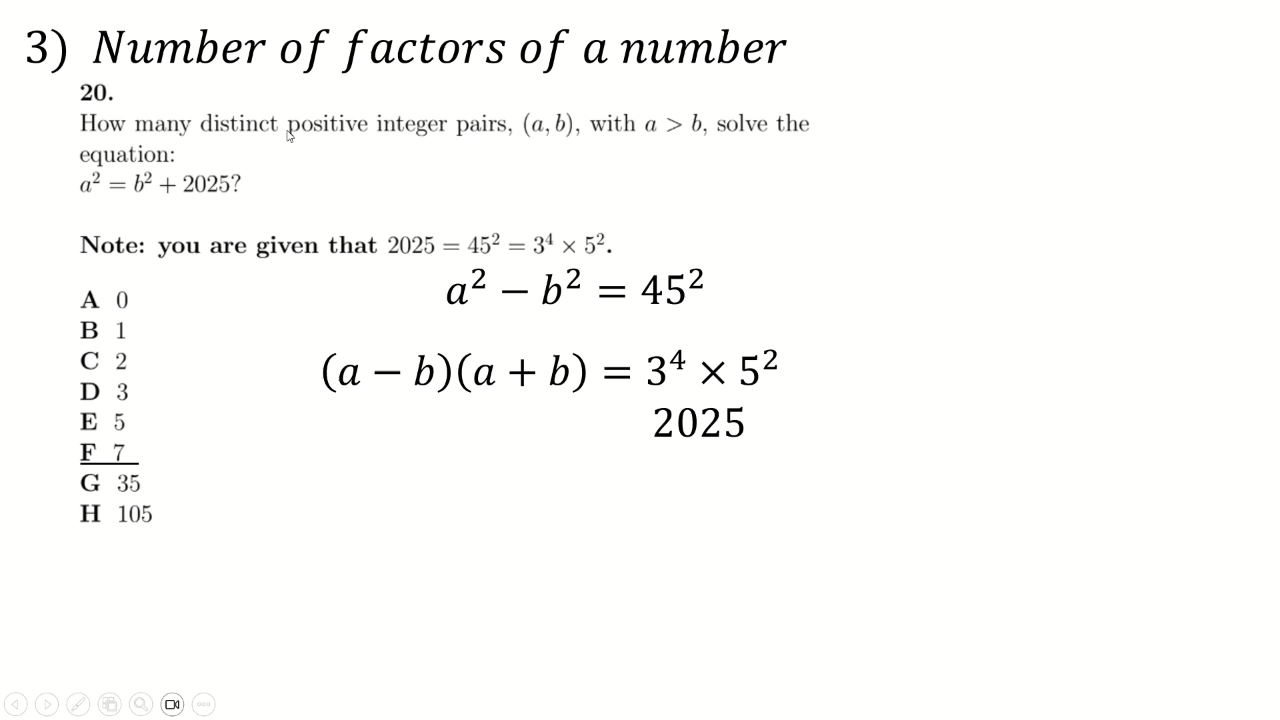 3) Number of factors of a number
20.
How many distinct positive integer pairs, (a, b), with a > b, solve the
equation:
a² = b² + 2025?
Note: you are given that 2025 = 45² = 3⁴ × 5².
A 0
B 1
C 2
D 3
E 5
F 7
G 35
H 105
a² − b² = 45²
(a − b)(a + b) = 3⁴ × 5²
2025